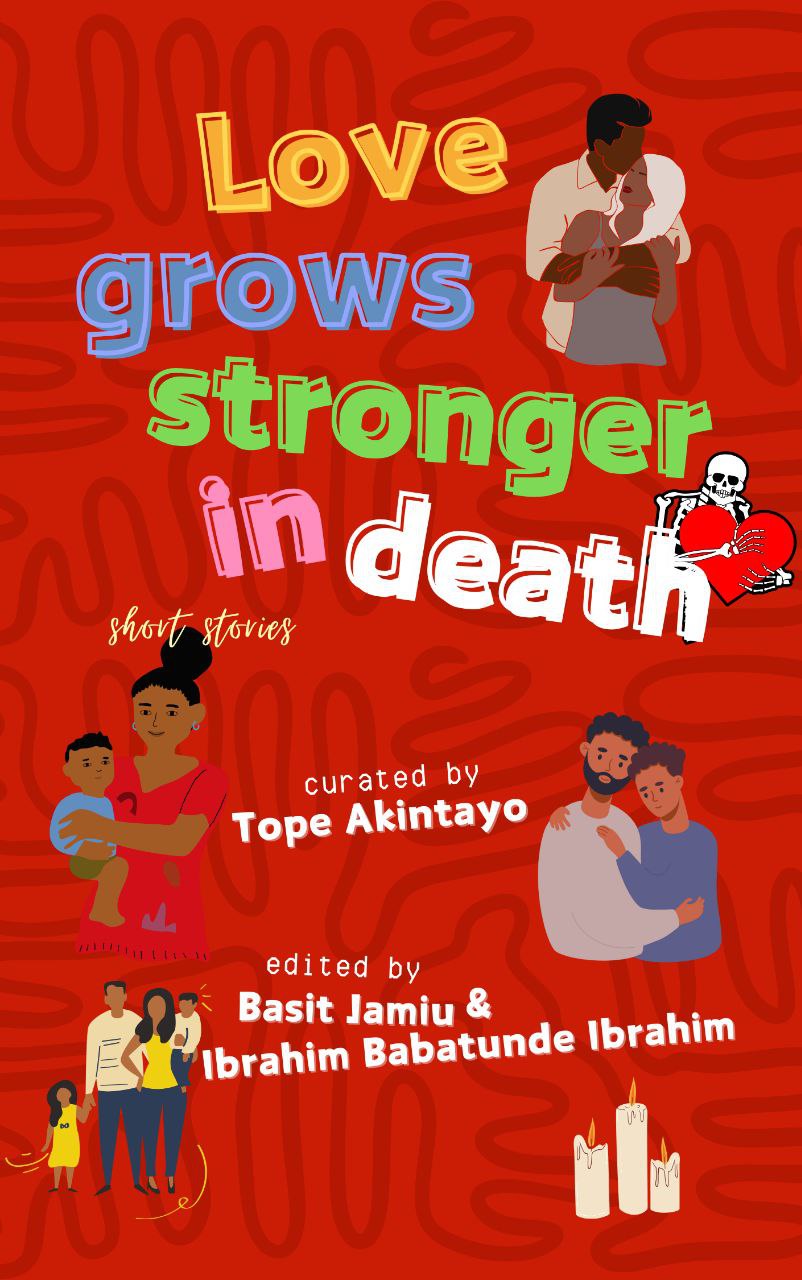 Love
grows
stronger
in death
short stories
curated by
Tope Akintayo
edited by
Basit Jamiu &
Ibrahim Babatunde Ibrahim